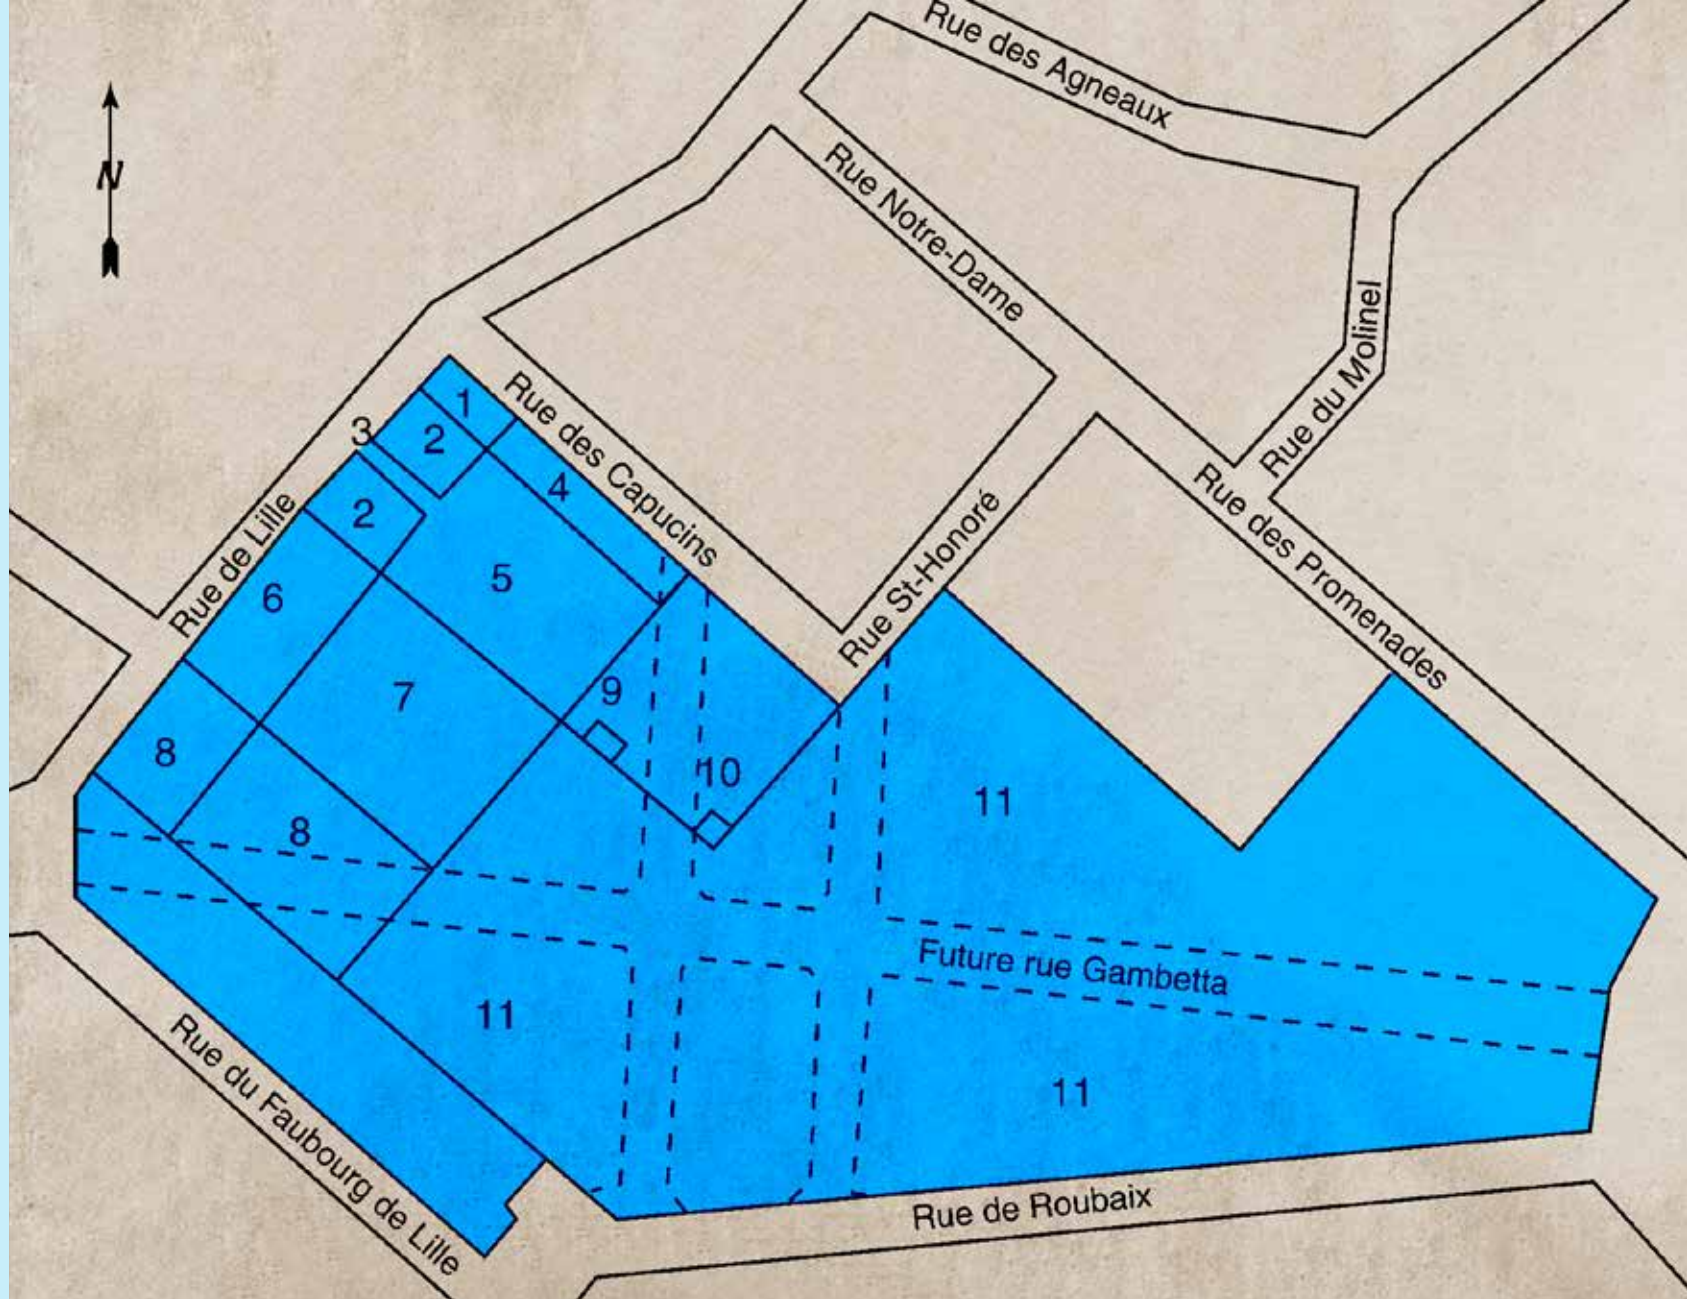 Rue des Agneaux
N
Rue Notre-Dame
Rue du Molinel
Rue des Capucins
1
3
2
4
Rue de Lille
2
5
Rue St-Honoré
Rue des Promenades
6
7
9
8
10
11
8
Future rue Gambetta
11
11
Rue du Faubourg de Lille
Rue de Roubaix